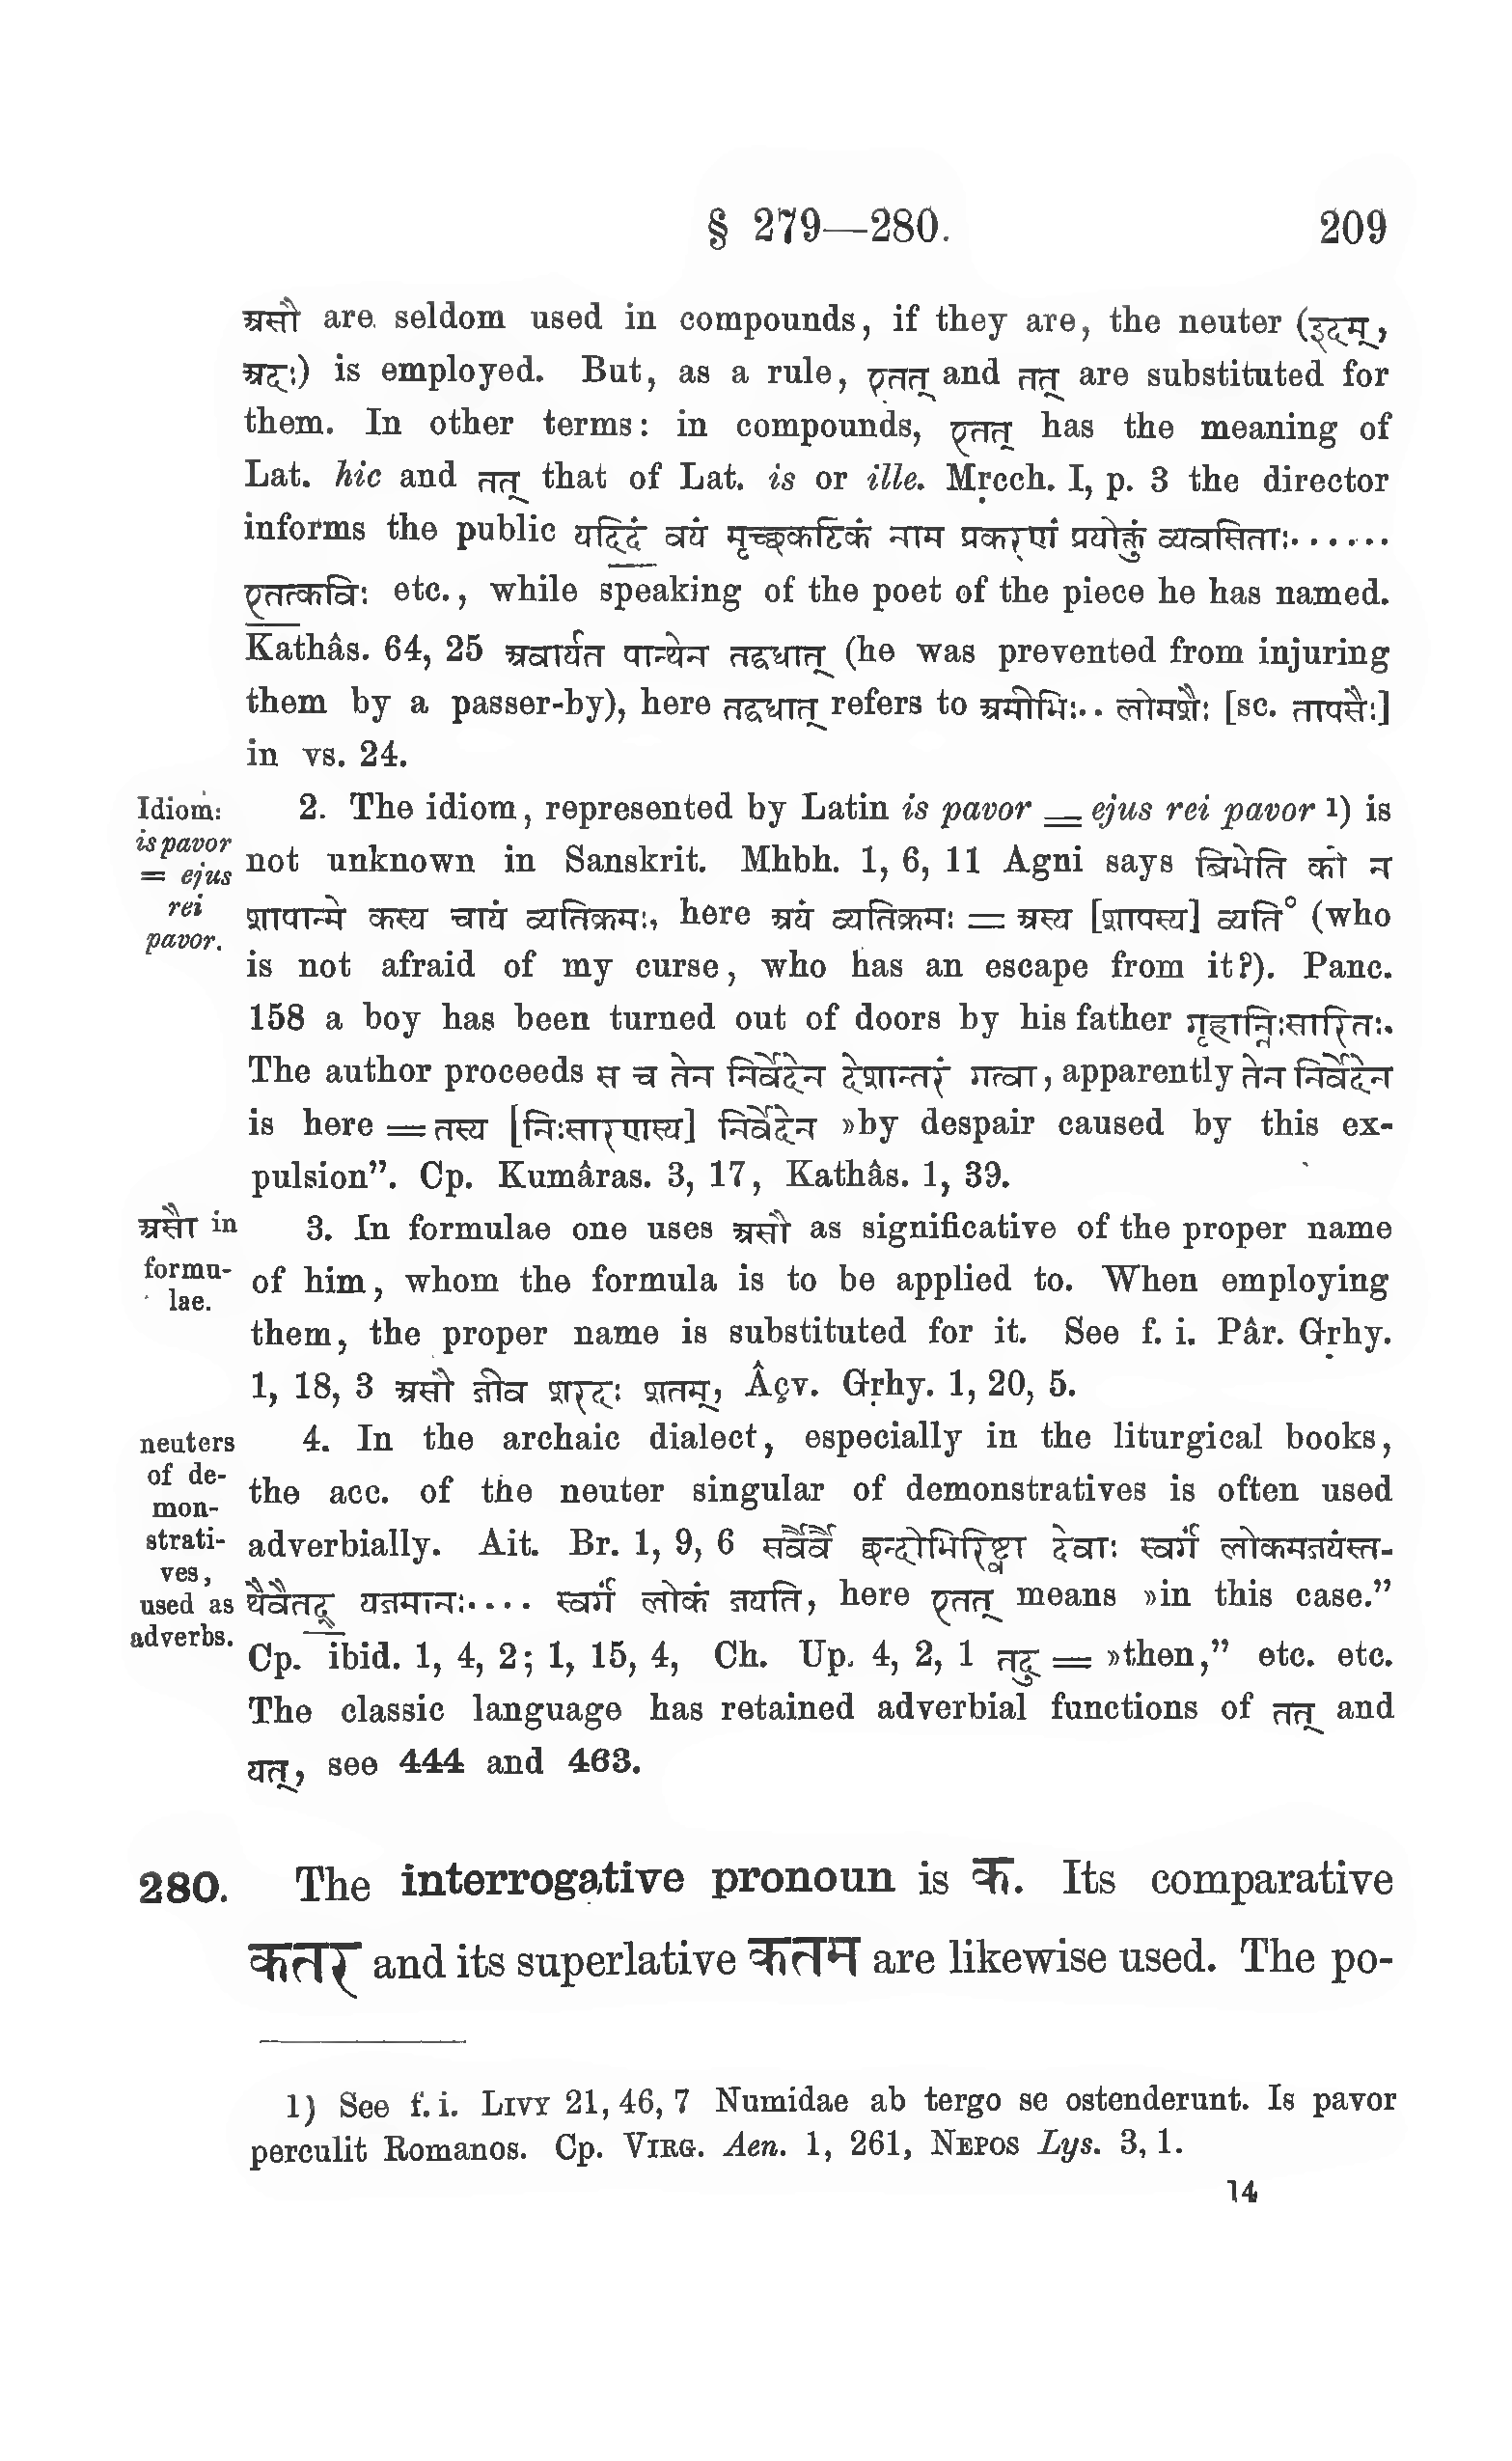 § 279—280. 209
असौ are seldom used in compounds, if they are, the neuter (इदम्,
अदः) is employed. But, as a rule, एतत् and तत् are substituted for
them. In other terms: in compounds, एतत् has the meaning of
Lat. hic and तत् that of Lat. is or ille. Mṛcch. I, p. 3 the director
informs the public यदिदं वयं मृच्छकटिकं नाम प्रकरणं प्रयोक्तुं व्यवसिताः......
एतत्कविः etc., while speaking of the poet of the piece he has named.
Kathâs. 64, 25 अवार्यत पान्थेन तद्वधात् (he was prevented from injuring
them by a passer-by), here तद्वधात् refers to अमीभिः.. लोमशैः [sc. तापसैः]
in vs. 24.
Idiom:
is pavor
= ejus
rei
pavor.
2. The idiom, represented by Latin is pavor = ejus rei pavor 1) is
not unknown in Sanskrit. Mhbh. 1, 6, 11 Agni says बिभेति को न
शापान्मे कस्य चायं व्यतिक्रमः, here अयं व्यतिक्रमः = अस्य [शापस्य] व्यति° (who
is not afraid of my curse, who has an escape from it?). Panc.
158 a boy has been turned out of doors by his father गृहान्निःसारितः.
The author proceeds स च तेन निर्वेदेन देशान्तरं गत्वा, apparently तेन निर्वेदेन
is here = तस्य [निःसारणस्य] निर्वेदेन »by despair caused by this ex-
pulsion”. Cp. Kumâras. 3, 17, Kathâs. 1, 39.
असौ in
formu-
lae.
3. In formulae one uses असौ as significative of the proper name
of him, whom the formula is to be applied to. When employing
them, the proper name is substituted for it. See f. i. Pâr. Gṛhy.
1, 18, 3 असौ जीव शरदः शतम्, Âçv. Gṛhy. 1, 20, 5.
neuters
of de-
mon-
strati-
ves,
used as
adverbs.
4. In the archaic dialect, especially in the liturgical books,
the acc. of the neuter singular of demonstratives is often used
adverbially. Ait. Br. 1, 9, 6 सर्वैर्वै छन्दोभिरिष्ट्वा देवाः स्वर्गं लोकमजयंस्त-
थैवैतद् यजमानः.... स्वर्गं लोकं जयति, here एतत् means »in this case.”
Cp. ibid. 1, 4, 2; 1, 15, 4, Ch. Up. 4, 2, 1 तदु = »then,” etc. etc.
The classic language has retained adverbial functions of तत् and
यत्, see 444 and 463.
280. The interrogative pronoun is क. Its comparative
कतर and its superlative कतम are likewise used. The po-
1) See f. i. Livy 21, 46, 7 Numidae ab tergo se ostenderunt. Is pavor
perculit Romanos. Cp. Virg. Aen. 1, 261, Nepos Lys. 3, 1.
14